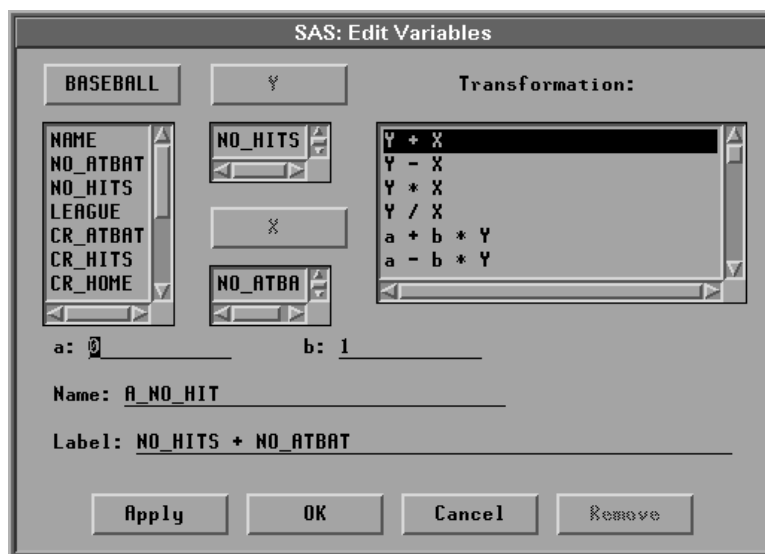 SAS: Edit Variables
BASEBALL
Y
Transformation:
NAME
NO_ATBAT
NO_HITS
LEAGUE
CR_ATBAT
CR_HITS
CR_HOME
NO_HITS
X
NO_ATBA
Y + X
Y - X
Y * X
Y / X
a + b * Y
a - b * Y
a: 0
b: 1
Name: A_NO_HIT
Label: NO_HITS + NO_ATBAT
Apply
OK
Cancel
Remove